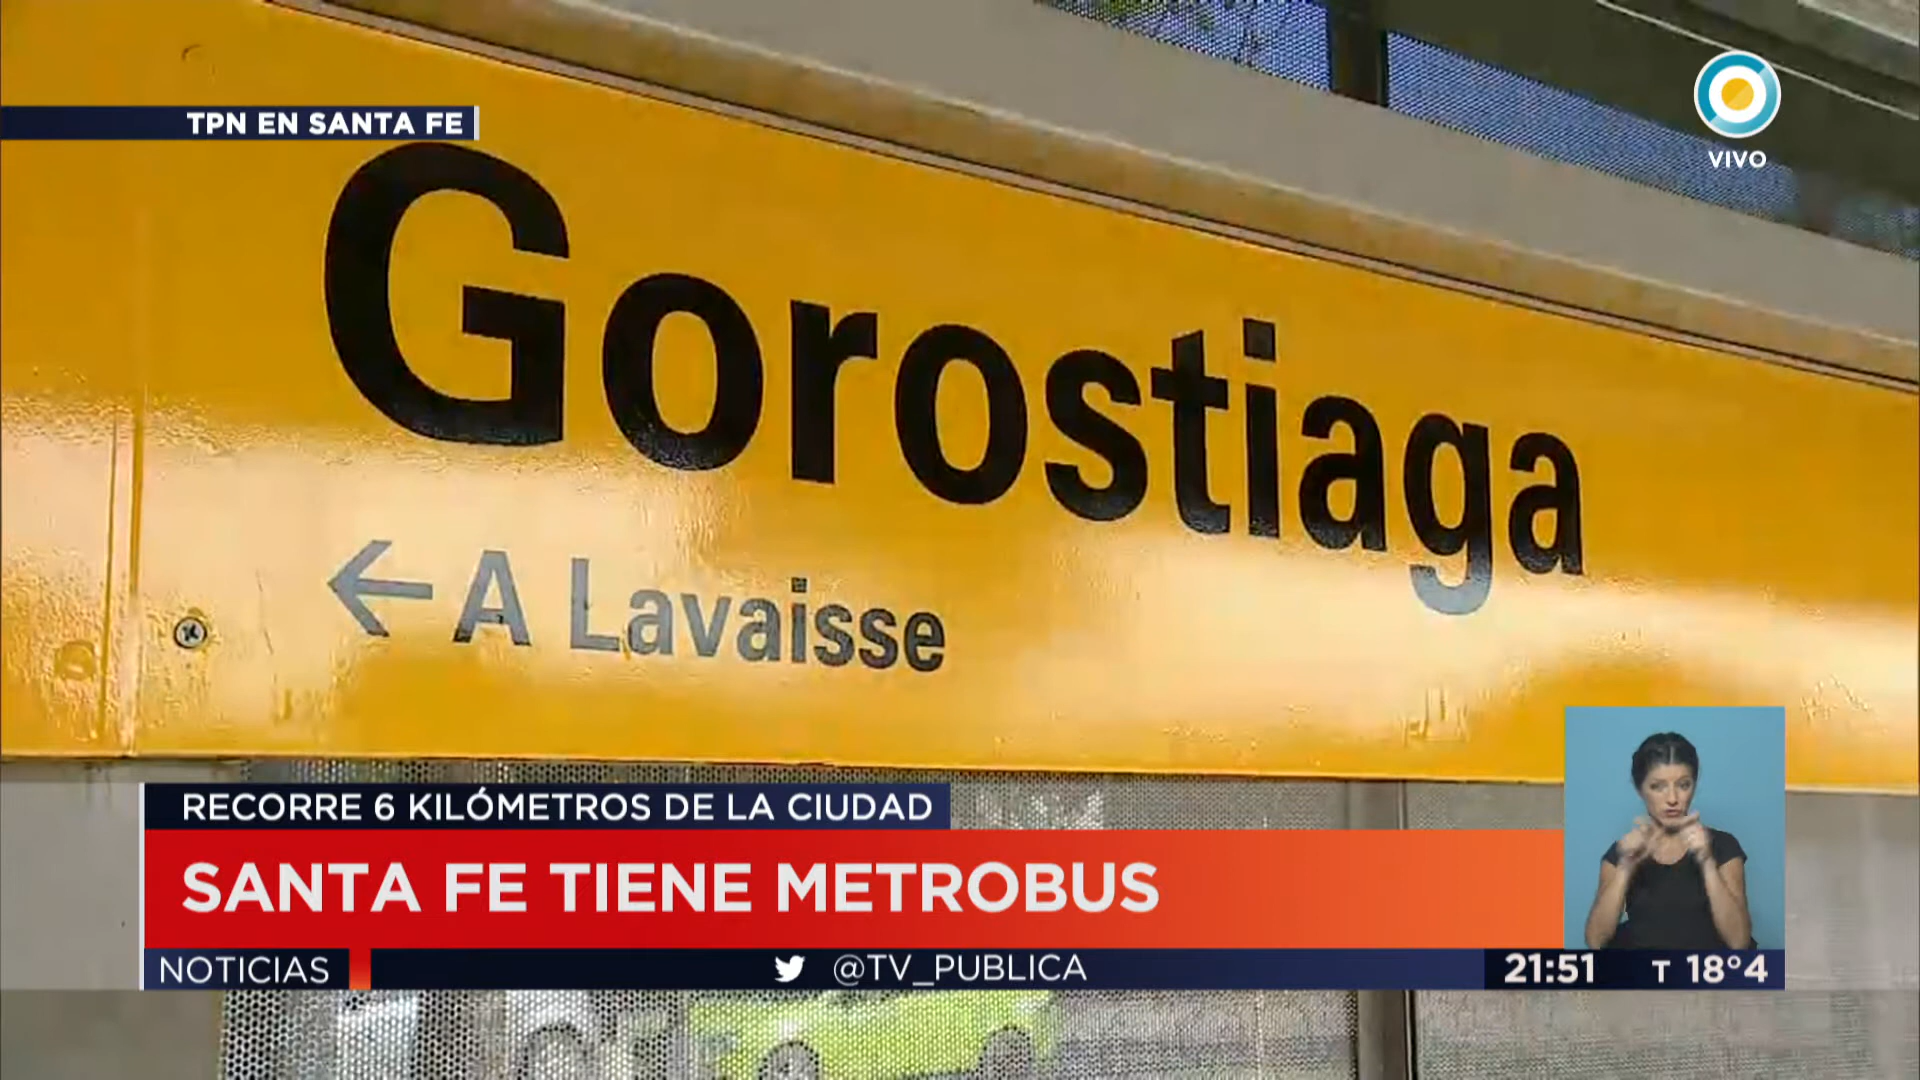 TPN EN SANTA FE
VIVO
Gorostiaga
← A Lavaisse
RECORRE 6 KILÓMETROS DE LA CIUDAD
SANTA FE TIENE METROBUS
NOTICIAS
@TV_PUBLICA
21:51 T 18°4